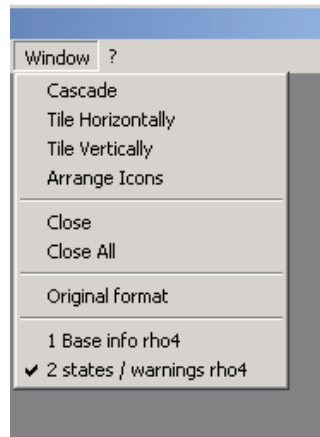 Window ?
Cascade
Tile Horizontally
Tile Vertically
Arrange Icons
Close
Close All
Original format
1 Base info rho4
2 states / warnings rho4